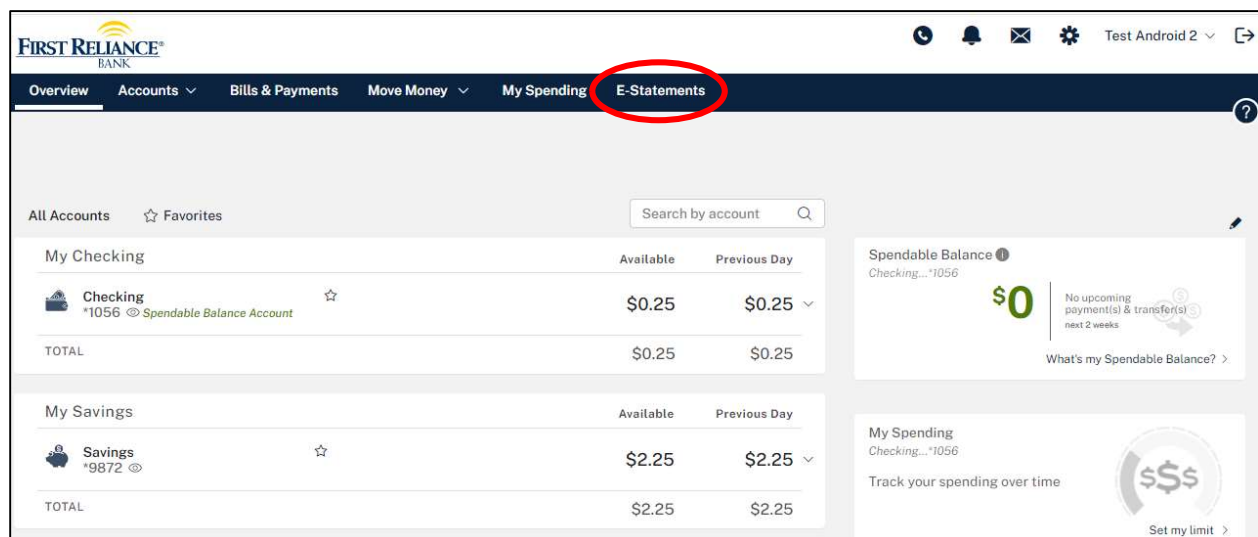 FIRST RELIANCE®
BANK
Test Android 2
Overview Accounts Bills & Payments Move Money My Spending E-Statements
?
All Accounts Favorites Search by account
My Checking Available Previous Day
Checking
*1056 Spendable Balance Account
$0.25 $0.25
TOTAL $0.25 $0.25
My Savings Available Previous Day
Savings
*9872
$2.25 $2.25
TOTAL $2.25 $2.25
Spendable Balance i
Checking...*1056
$0
No upcoming
payment(s) & transfer(s)
next 2 weeks
What's my Spendable Balance? >
My Spending
Checking...*1056
Track your spending over time
$$$
Set my limit >